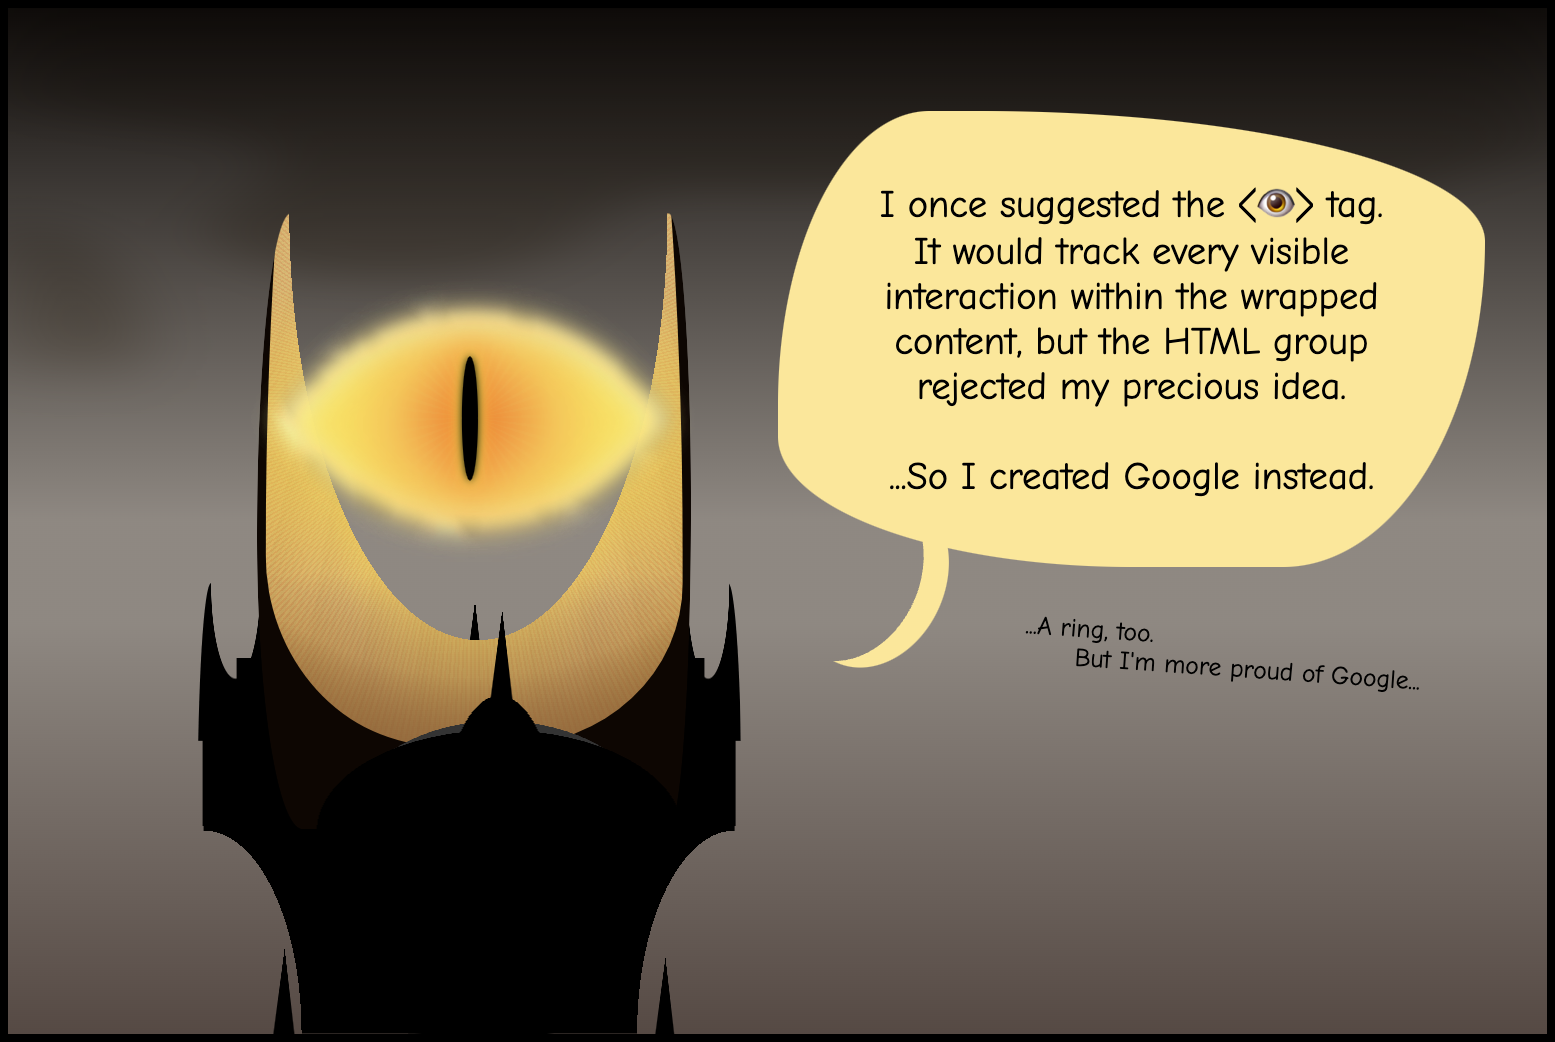 I once suggested the <👁️> tag.
It would track every visible
interaction within the wrapped
content, but the HTML group
rejected my precious idea.
...So I created Google instead.
...A ring, too.
But I'm more proud of Google...